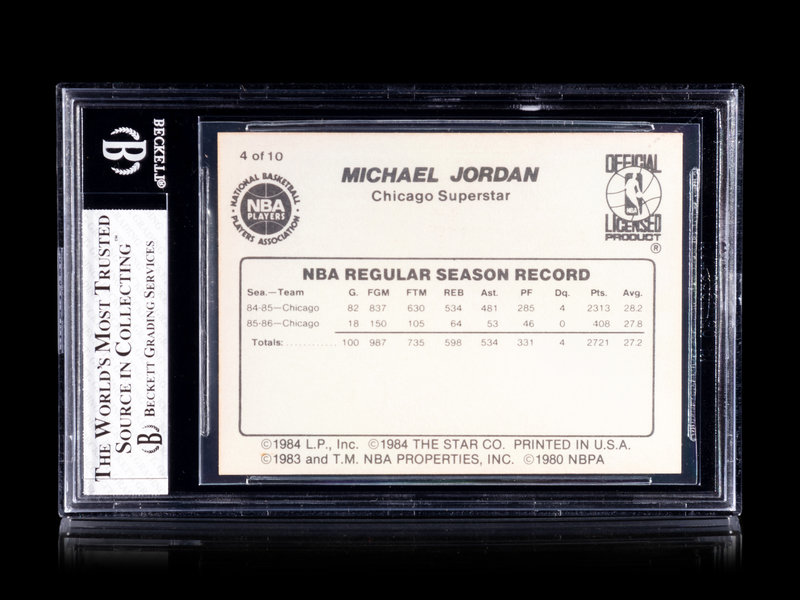 BECKETT®
B
THE WORLD'S MOST TRUSTED
SOURCE IN COLLECTING™
B BECKETT GRADING SERVICES
4 of 10
MICHAEL JORDAN
Chicago Superstar
NATIONAL BASKETBALL
NBA
PLAYERS
PLAYERS ASSOCIATION
OFFICIAL
NBA
LICENSED
PRODUCT
®
NBA REGULAR SEASON RECORD
Sea.—Team G. FGM FTM REB Ast. PF Dq. Pts. Avg.
84-85—Chicago 82 837 630 534 481 285 4 2313 28.2
85-86—Chicago 18 150 105 64 53 46 0 408 27.8
Totals:............ 100 987 735 598 534 331 4 2721 27.2
©1984 L.P., Inc. ©1984 THE STAR CO. PRINTED IN U.S.A.
©1983 and T.M. NBA PROPERTIES, INC. ©1980 NBPA